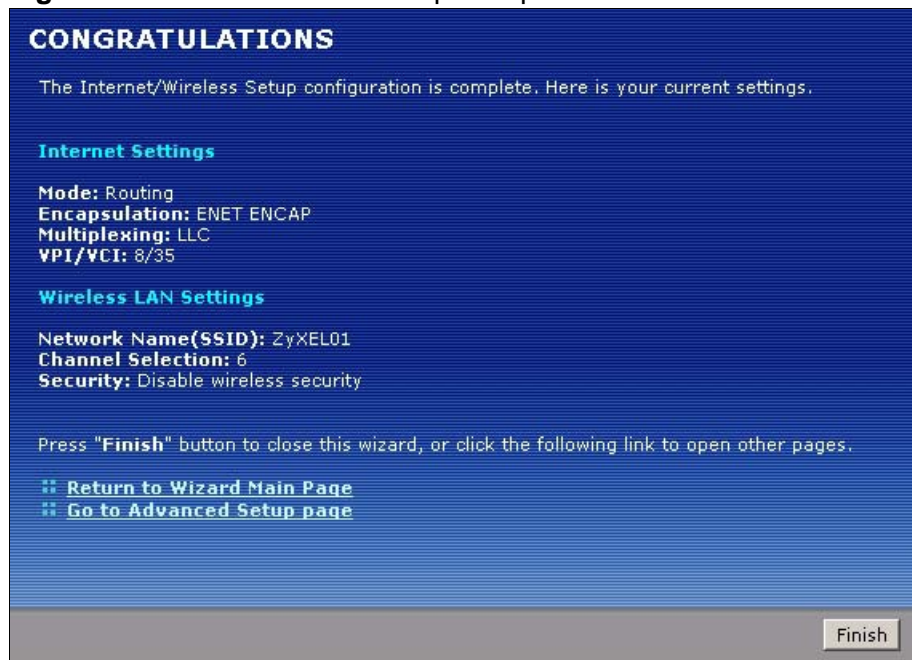 CONGRATULATIONS
The Internet/Wireless Setup configuration is complete. Here is your current settings.
Internet Settings
Mode: Routing
Encapsulation: ENET ENCAP
Multiplexing: LLC
VPI/VCI: 8/35
Wireless LAN Settings
Network Name(SSID): ZyXEL01
Channel Selection: 6
Security: Disable wireless security
Press "Finish" button to close this wizard, or click the following link to open other pages.
Return to Wizard Main Page
Go to Advanced Setup page
Finish